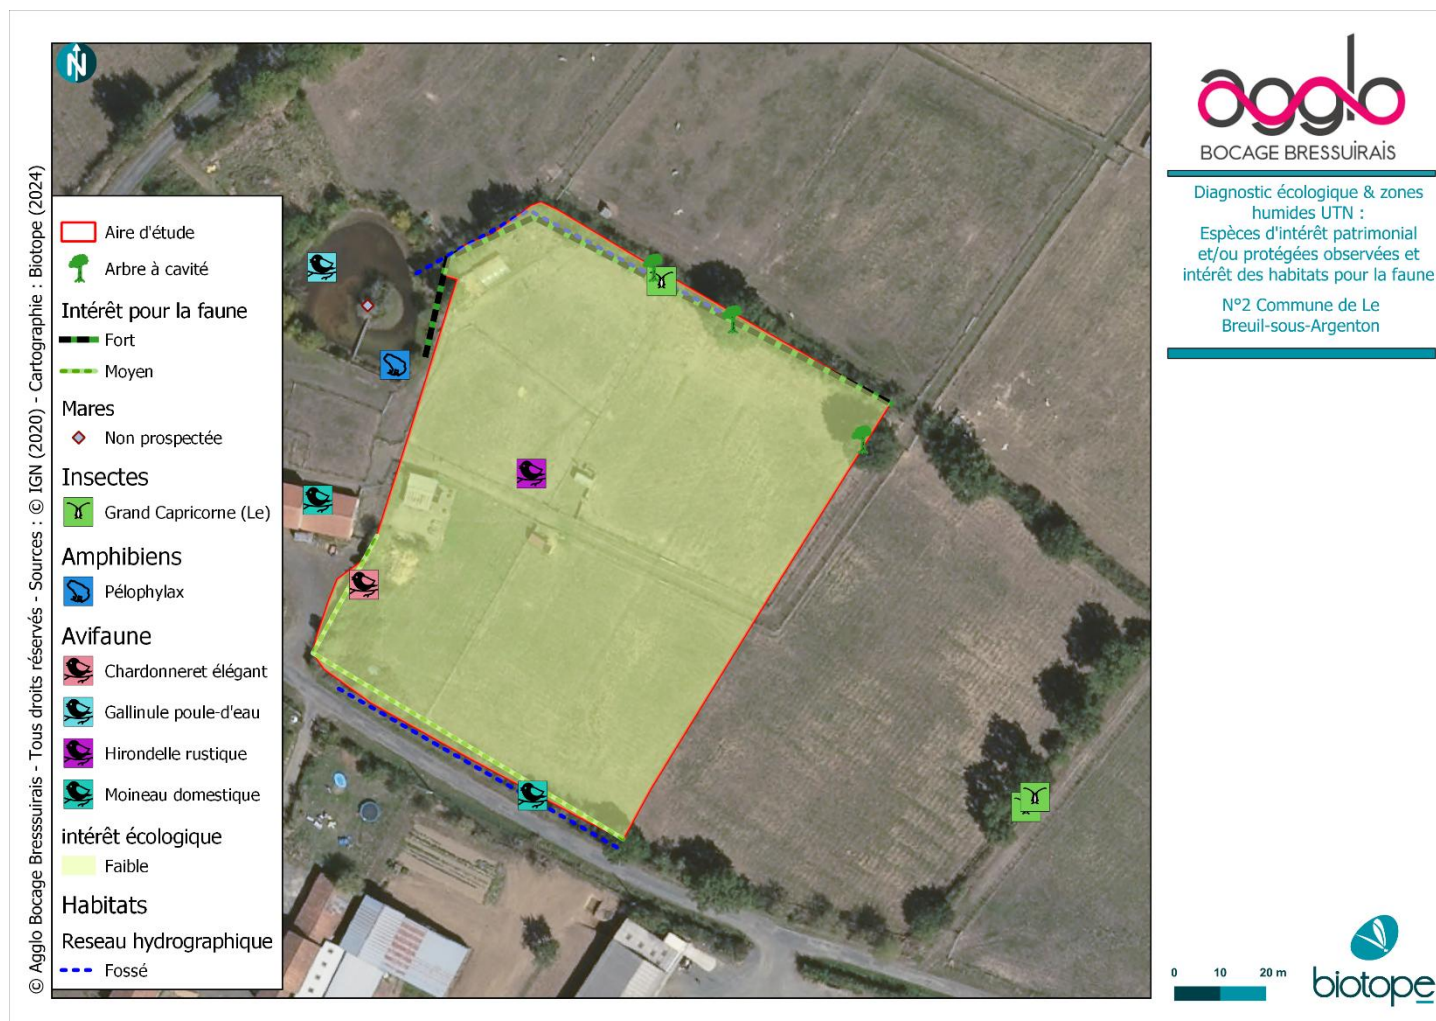 N
© Agglo Bocage Bresssuirais - Tous droits réservés - Sources : © IGN (2020) - Cartographie : Biotope (2024)
Aire d'étude
Arbre à cavité
Intérêt pour la faune
Fort
Moyen
Mares
Non prospectée
Insectes
Grand Capricorne (Le)
Amphibiens
Pélophylax
Avifaune
Chardonneret élégant
Gallinule poule-d'eau
Hirondelle rustique
Moineau domestique
intérêt écologique
Faible
Habitats
Reseau hydrographique
Fossé
agglo
BOCAGE BRESSUIRAIS
Diagnostic écologique & zones
humides UTN :
Espèces d'intérêt patrimonial
et/ou protégées observées et
intérêt des habitats pour la faune
N°2 Commune de Le
Breuil-sous-Argenton
0 10 20 m
biotope